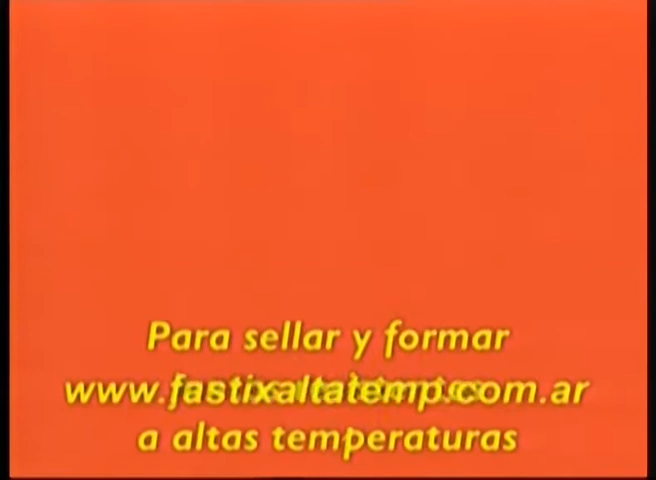 Para sellar y formar
www.fastixaltatemp.com.ar
a altas temperaturas